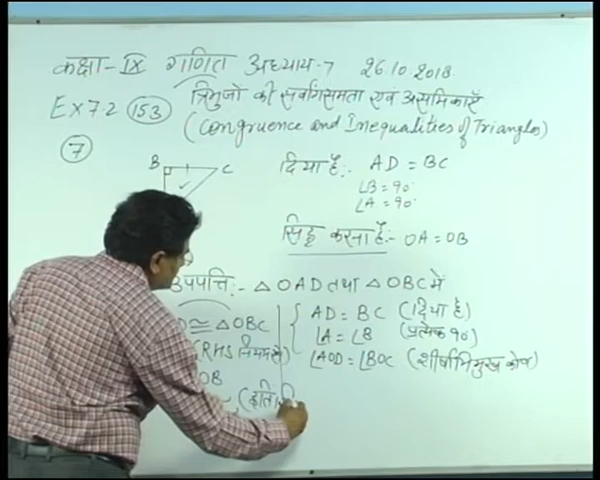 कक्षा-IX गणित अध्याय-7 26.10.2018.
Ex 7.2 (153) त्रिभुजों की सर्वांगसमता एवं असमिकाएँ
(Congruence and Inequalities of Triangles)
(7)
B C
दिया है:- AD = BC
∠B = 90°
∠A = 90°
सिद्ध करना है:- OA = OB
उपपत्ति:- △OAD तथा △OBC में
AD = BC (दिया है)
∠A = ∠B (प्रत्येक 90)
∠AOD = ∠BOC (शीर्षाभिमुख कोण)
≅ △OBC
(RHS नियम से)
OB
(इति